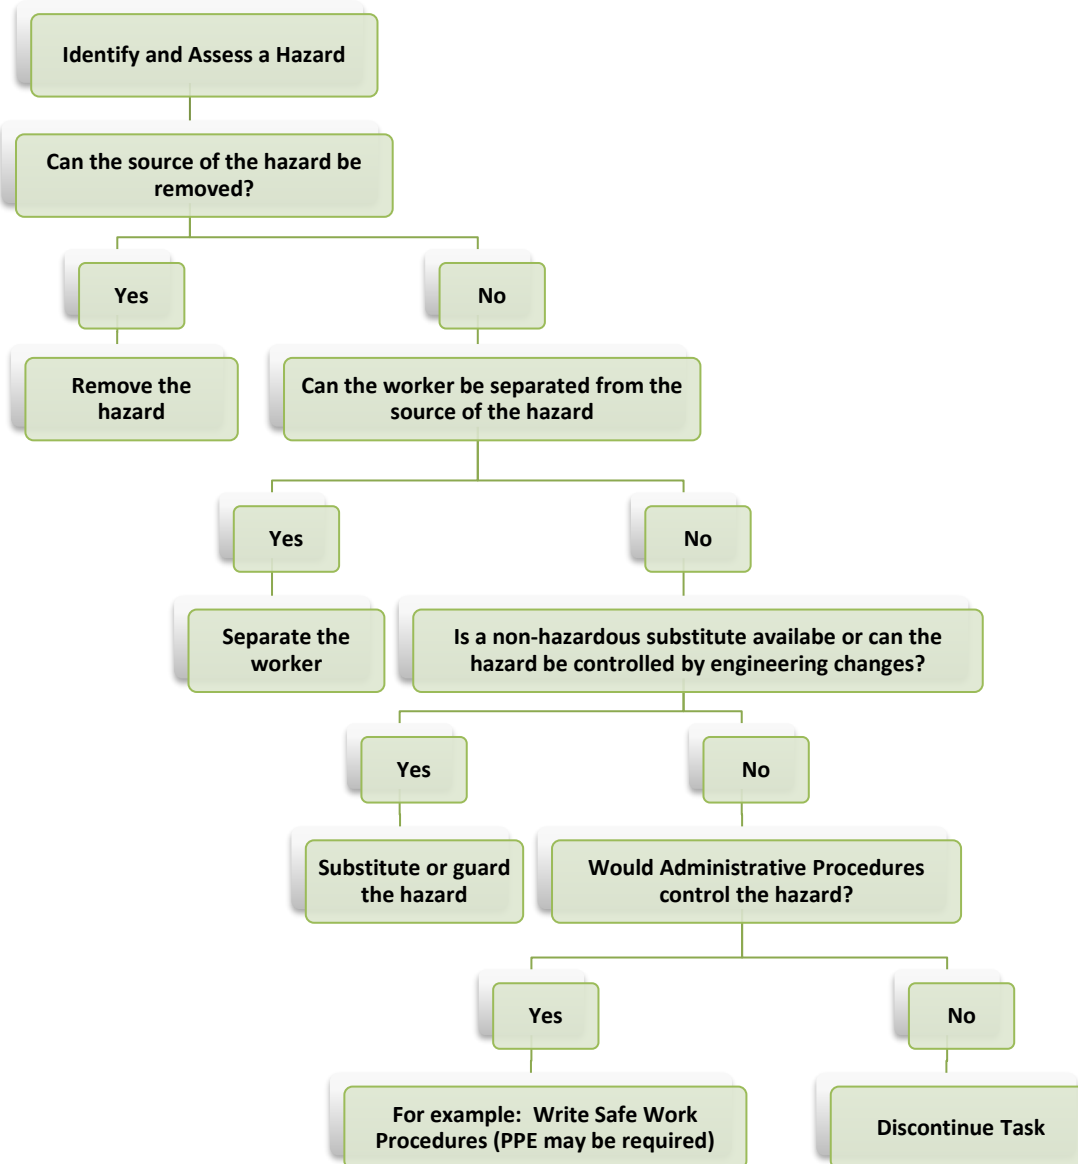 Identify and Assess a Hazard
Can the source of the hazard be
removed?
Yes
No
Remove the
hazard
Can the worker be separated from the
source of the hazard
Yes
No
Separate the
worker
Is a non-hazardous substitute availabe or can the
hazard be controlled by engineering changes?
Yes
No
Substitute or guard
the hazard
Would Administrative Procedures
control the hazard?
Yes
No
For example:  Write Safe Work
Procedures (PPE may be required)
Discontinue Task